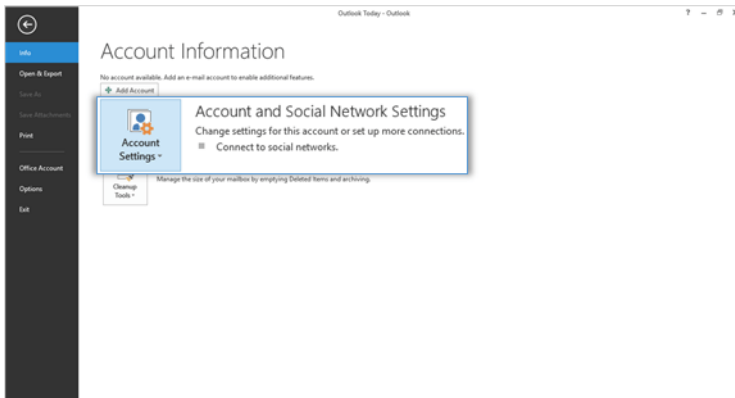 Outlook Today - Outlook
?
Info
Open & Export
Save As
Save Attachments
Print
Office Account
Options
Exit
Account Information
No account available. Add an e-mail account to enable additional features.
Add Account
Account
Settings
Account and Social Network Settings
Change settings for this account or set up more connections.
Connect to social networks.
Cleanup
Tools
Manage the size of your mailbox by emptying Deleted Items and archiving.